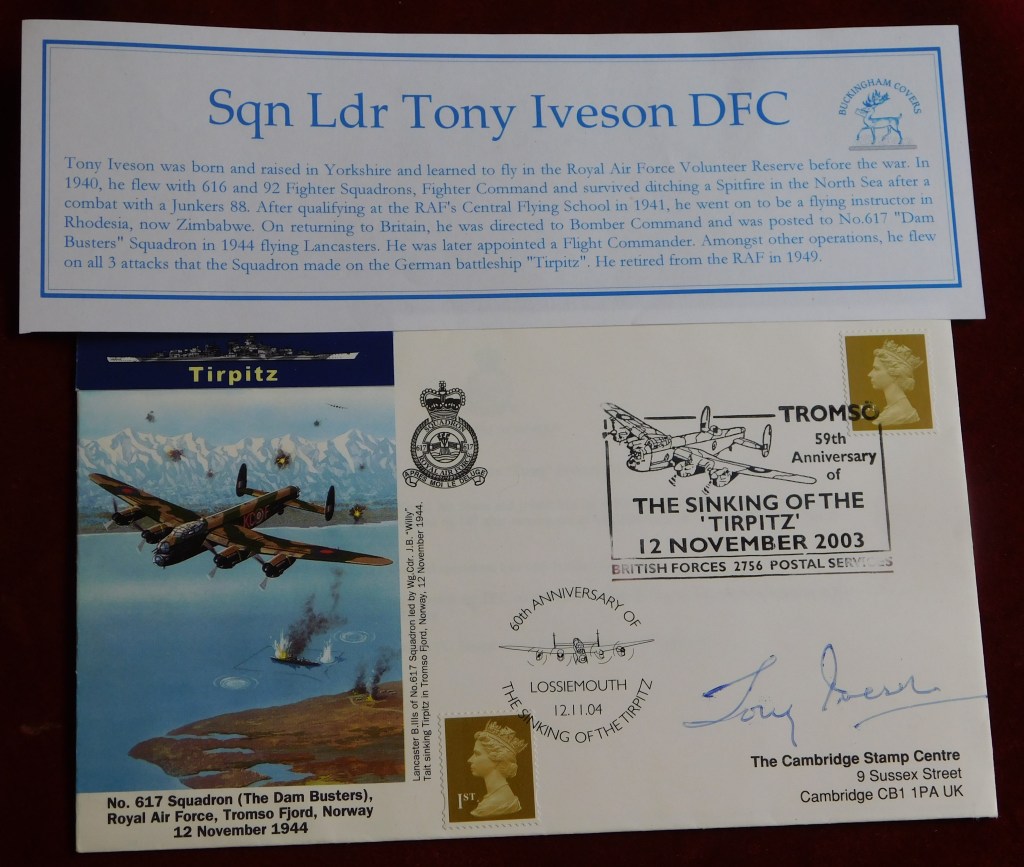 Sqn Ldr Tony Iveson DFC
BUCKINGHAM COVERS
Tony Iveson was born and raised in Yorkshire and learned to fly in the Royal Air Force Volunteer Reserve before the war. In
1940, he flew with 616 and 92 Fighter Squadrons, Fighter Command and survived ditching a Spitfire in the North Sea after a
combat with a Junkers 88. After qualifying at the RAF's Central Flying School in 1941, he went on to be a flying instructor in
Rhodesia, now Zimbabwe. On returning to Britain, he was directed to Bomber Command and was posted to No.617 "Dam
Busters" Squadron in 1944 flying Lancasters. He was later appointed a Flight Commander. Amongst other operations, he flew
on all 3 attacks that the Squadron made on the German battleship "Tirpitz". He retired from the RAF in 1949.
Tirpitz
SQUADRON
617
ROYAL AIR FORCE
APRES MOI LE DELUGE
Lancaster B.IIIs of No.617 Squadron led by Wg.Cdr. J.B. "Willy"
Tait sinking Tirpitz in Tromso Fjord, Norway, 12 November 1944.
TROMSO
59th
Anniversary
of
THE SINKING OF THE
'TIRPITZ'
12 NOVEMBER 2003
BRITISH FORCES 2756 POSTAL SERVICES
60th ANNIVERSARY OF
LOSSIEMOUTH
12.11.04
THE SINKING OF THE TIRPITZ
Tony Iveson
1ST
The Cambridge Stamp Centre
9 Sussex Street
Cambridge CB1 1PA UK
No. 617 Squadron (The Dam Busters),
Royal Air Force, Tromso Fjord, Norway
12 November 1944